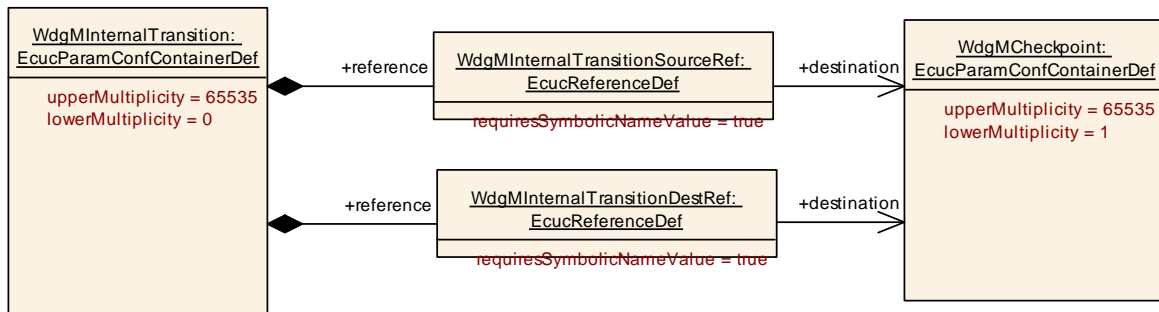 WdgMInternalTransition:
EcucParamConfContainerDef
upperMultiplicity = 65535
lowerMultiplicity = 0
+reference
WdgMInternalTransitionSourceRef:
EcucReferenceDef
requiresSymbolicNameValue = true
+destination
+reference
WdgMInternalTransitionDestRef:
EcucReferenceDef
requiresSymbolicNameValue = true
+destination
WdgMCheckpoint:
EcucParamConfContainerDef
upperMultiplicity = 65535
lowerMultiplicity = 1